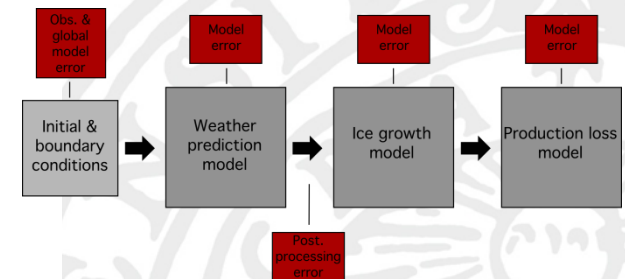 Obs. &
global
model
error
Model
error
Model
error
Model
error
Initial &
boundary
conditions
Weather
prediction
model
Ice growth
model
Production loss
model
Post.
processing
error